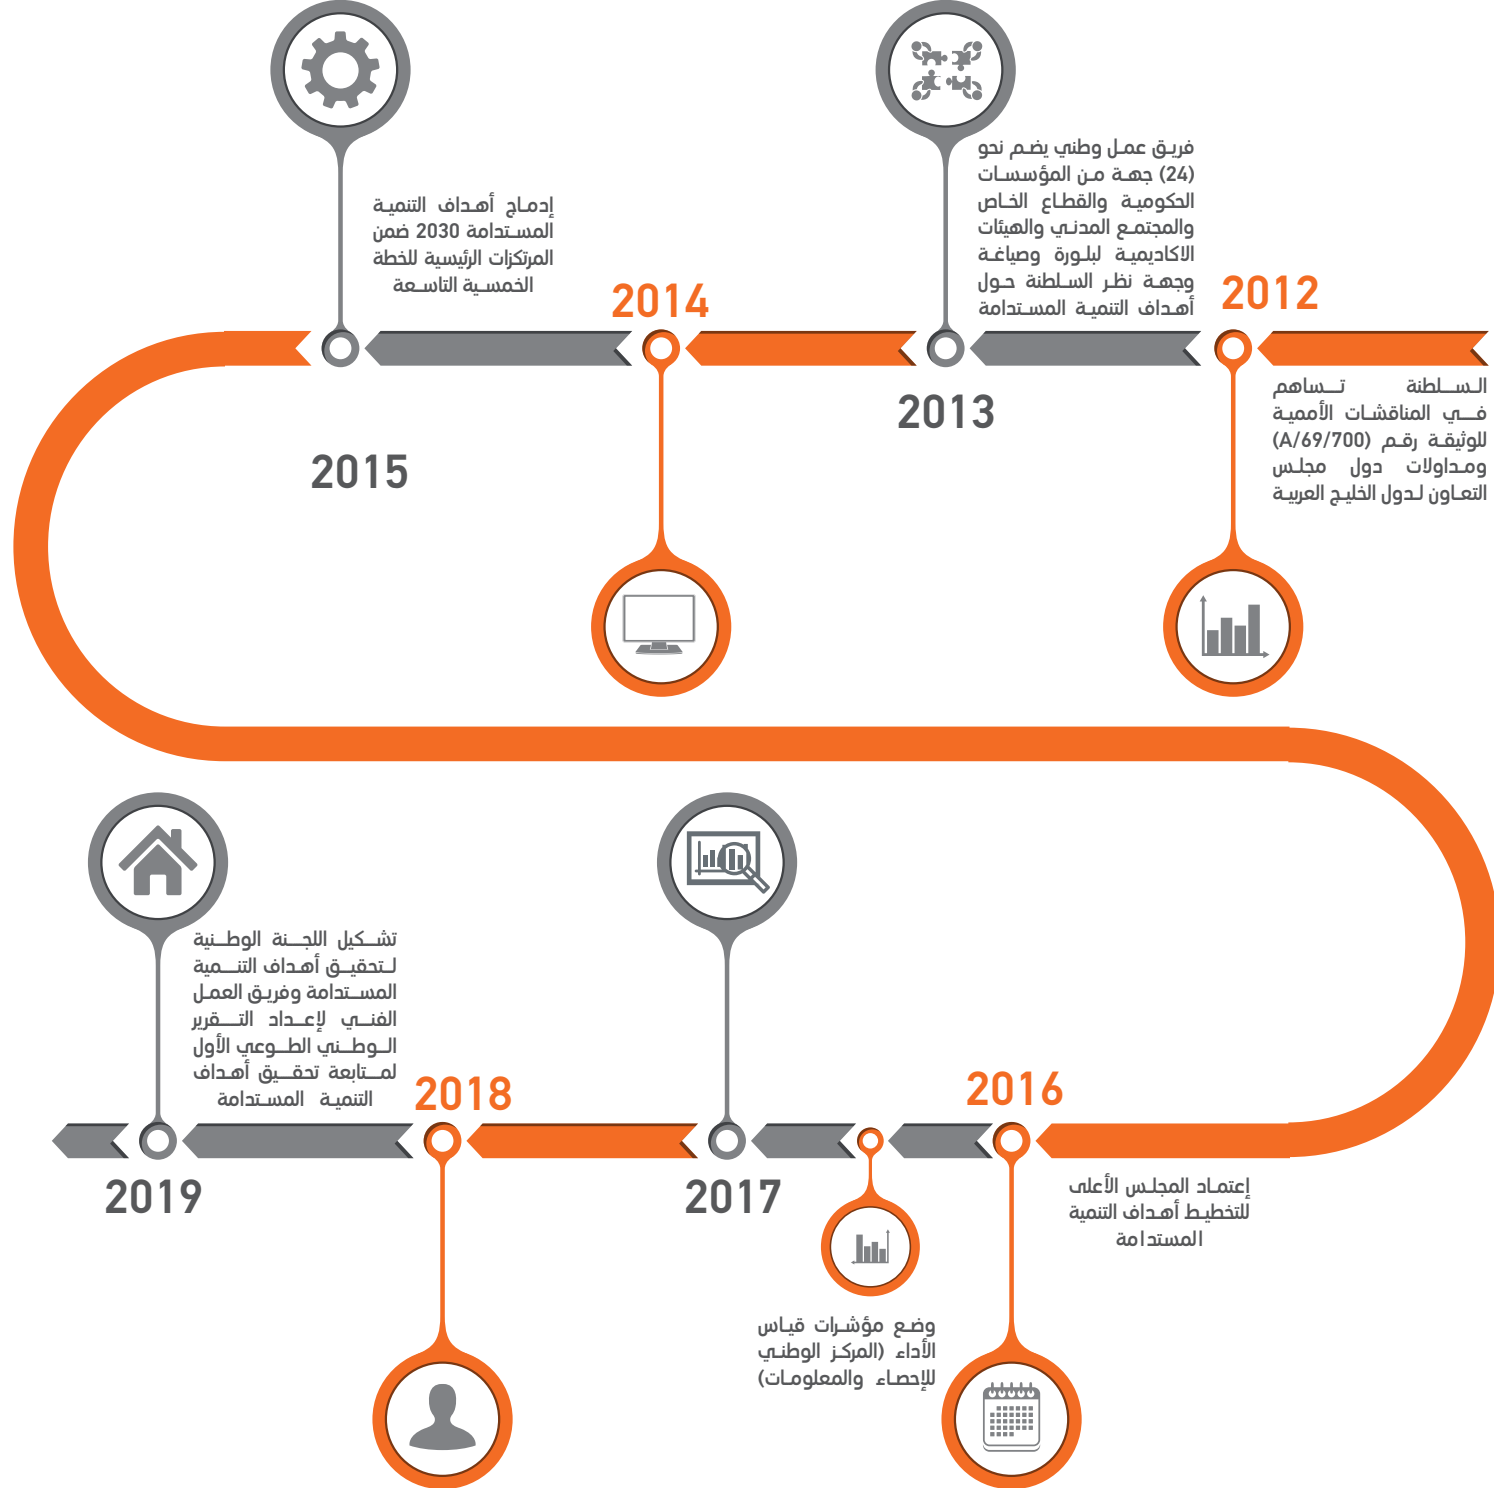 2012
السلطنة تساهم
في المناقشات الأممية
للوثيقة رقم (A/69/700)
ومداولات دول مجلس
التعاون لدول الخليج العربية
فريق عمل وطني يضم نحو
(24) جهة من المؤسسات
الحكومية والقطاع الخاص
والمجتمع المدني والهيئات
الاكاديمية لبلورة وصياغة
وجهة نظر السلطنة حول
أهداف التنمية المستدامة
2013
2014
إدماج أهداف التنمية
المستدامة 2030 ضمن
المرتكزات الرئيسية للخطة
الخمسية التاسعة
2015
2016
إعتماد المجلس الأعلى
للتخطيط أهداف التنمية
المستدامة
وضع مؤشرات قياس
الأداء (المركز الوطني
للإحصاء والمعلومات)
2017
2018
تشكيل اللجنة الوطنية
لتحقيق أهداف التنمية
المستدامة وفريق العمل
الفني لإعداد التقرير
الوطني الطوعي الأول
لمتابعة تحقيق أهداف
التنمية المستدامة
2019